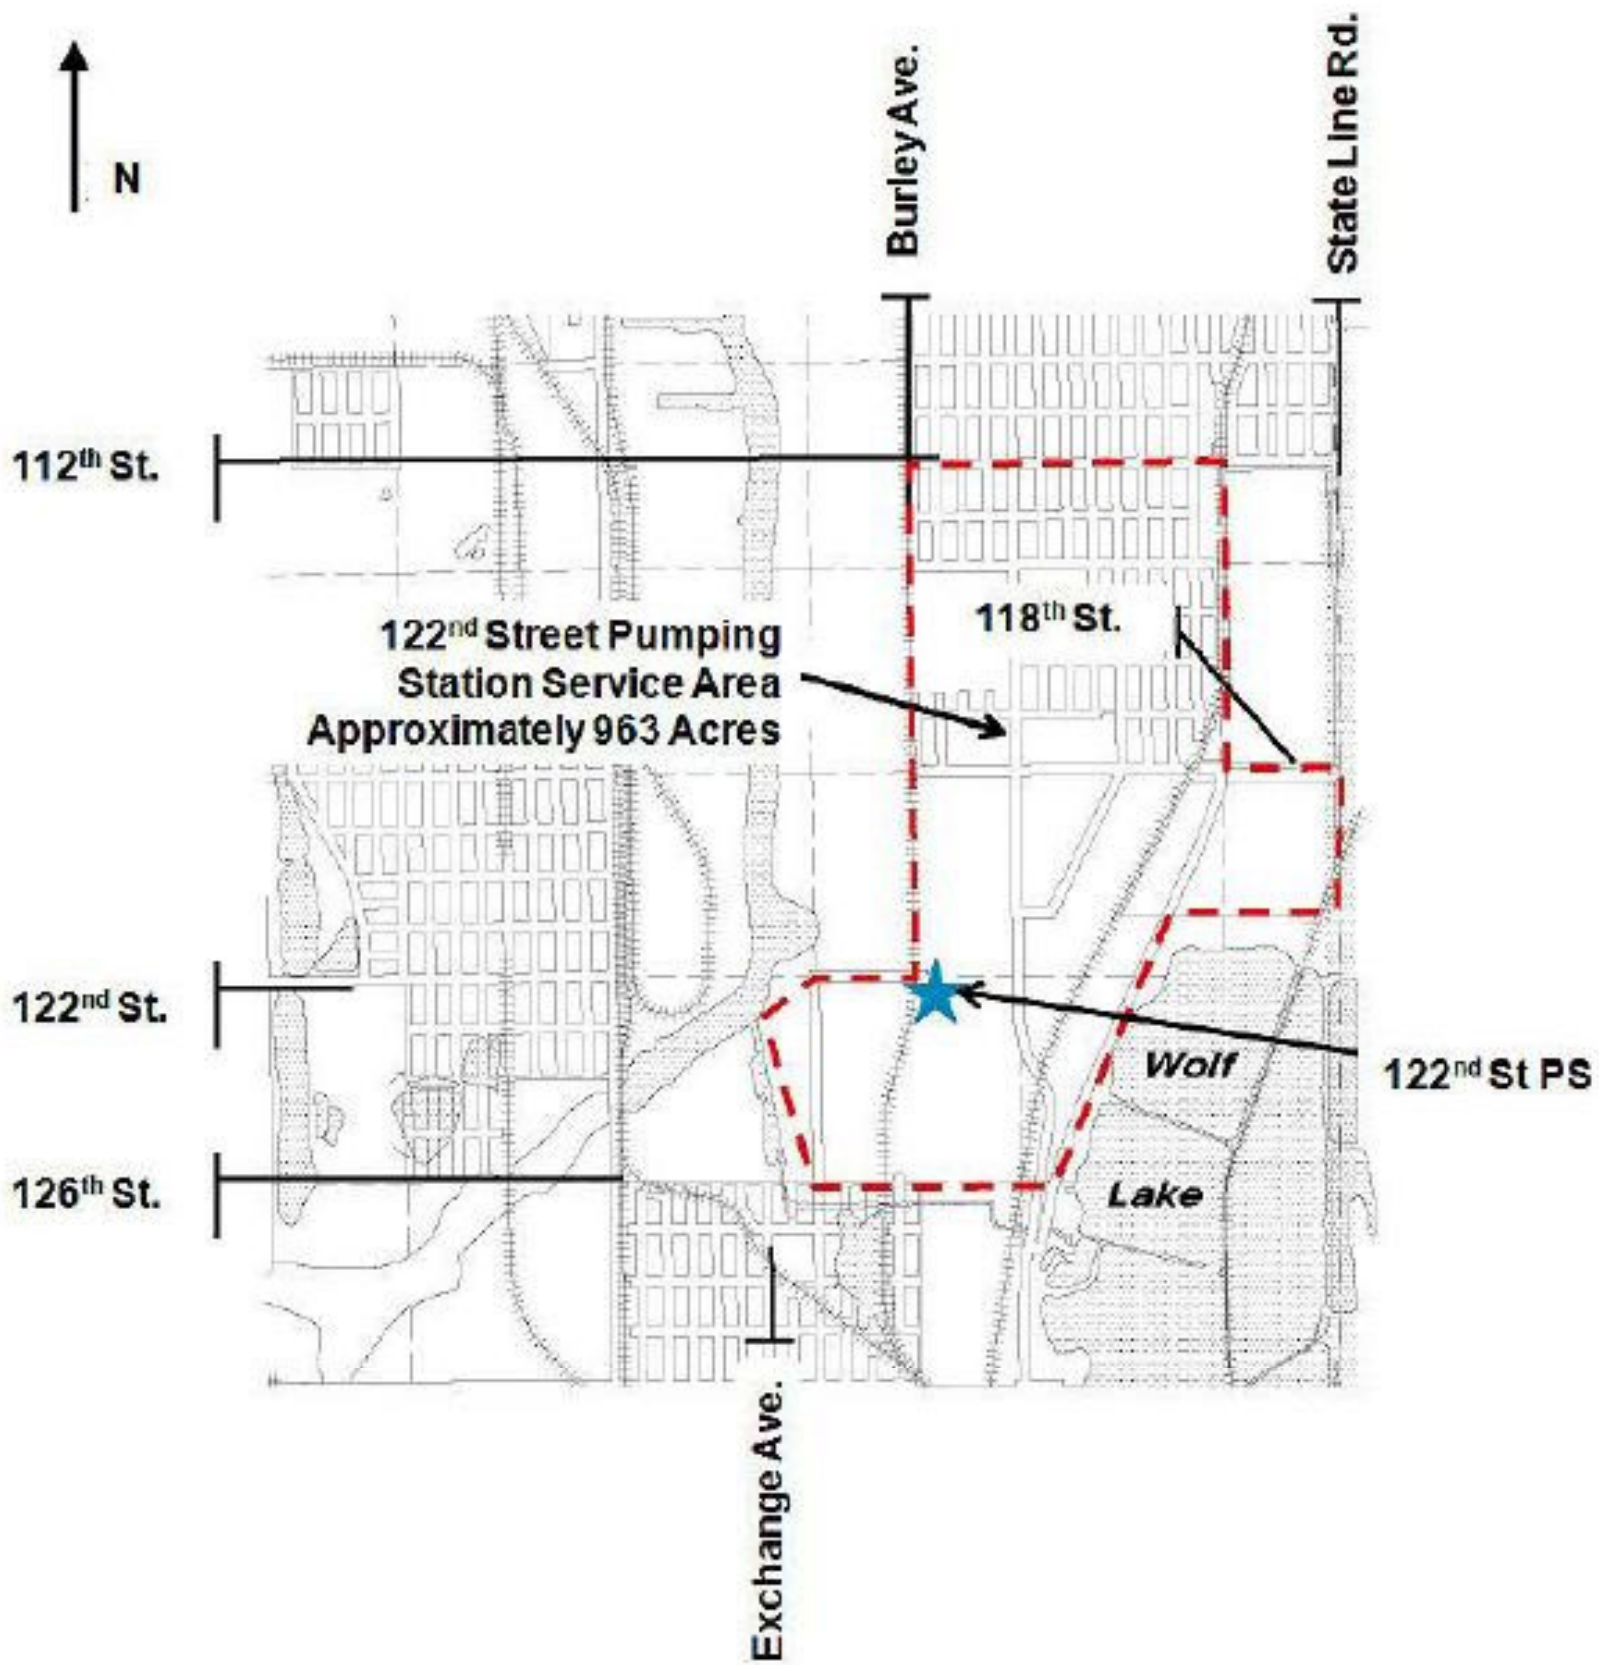 N
Burley Ave.
State Line Rd.
112th St.
118th St.
122nd Street Pumping
Station Service Area
Approximately 963 Acres
122nd St.
Wolf
122nd St PS
126th St.
Lake
Exchange Ave.